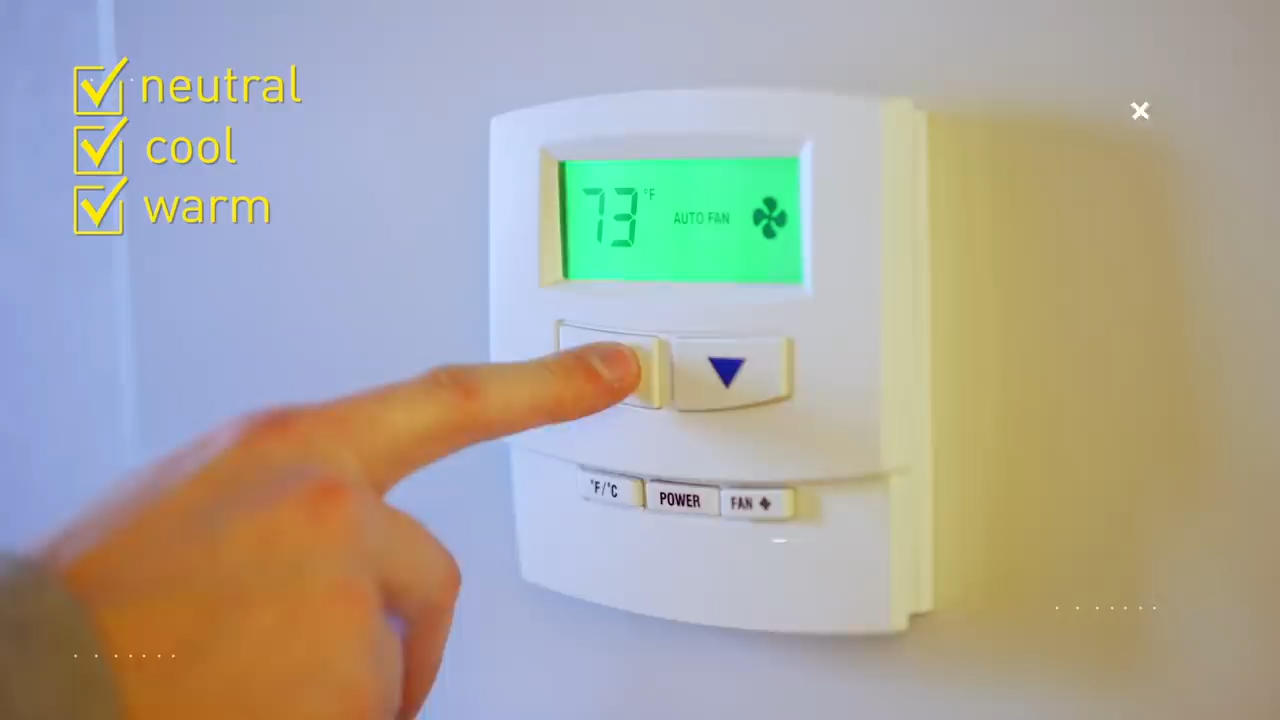 neutral
cool
warm
73 °F
AUTO FAN
°F/°C
POWER
FAN